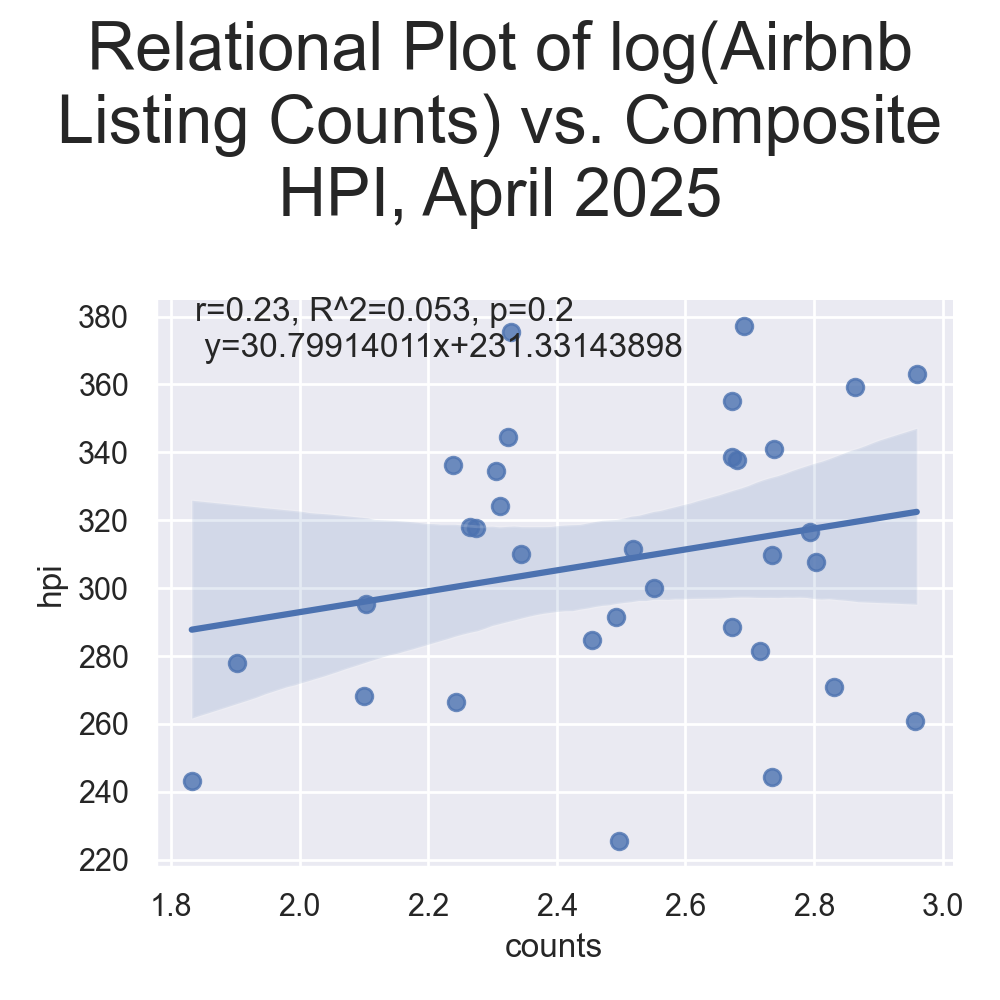 Relational Plot of log(Airbnb
Listing Counts) vs. Composite
HPI, April 2025
r=0.23, R^2=0.053, p=0.2
y=30.79914011x+231.33143898
hpi
380
360
340
320
300
280
260
240
220
1.8 2.0 2.2 2.4 2.6 2.8 3.0
counts